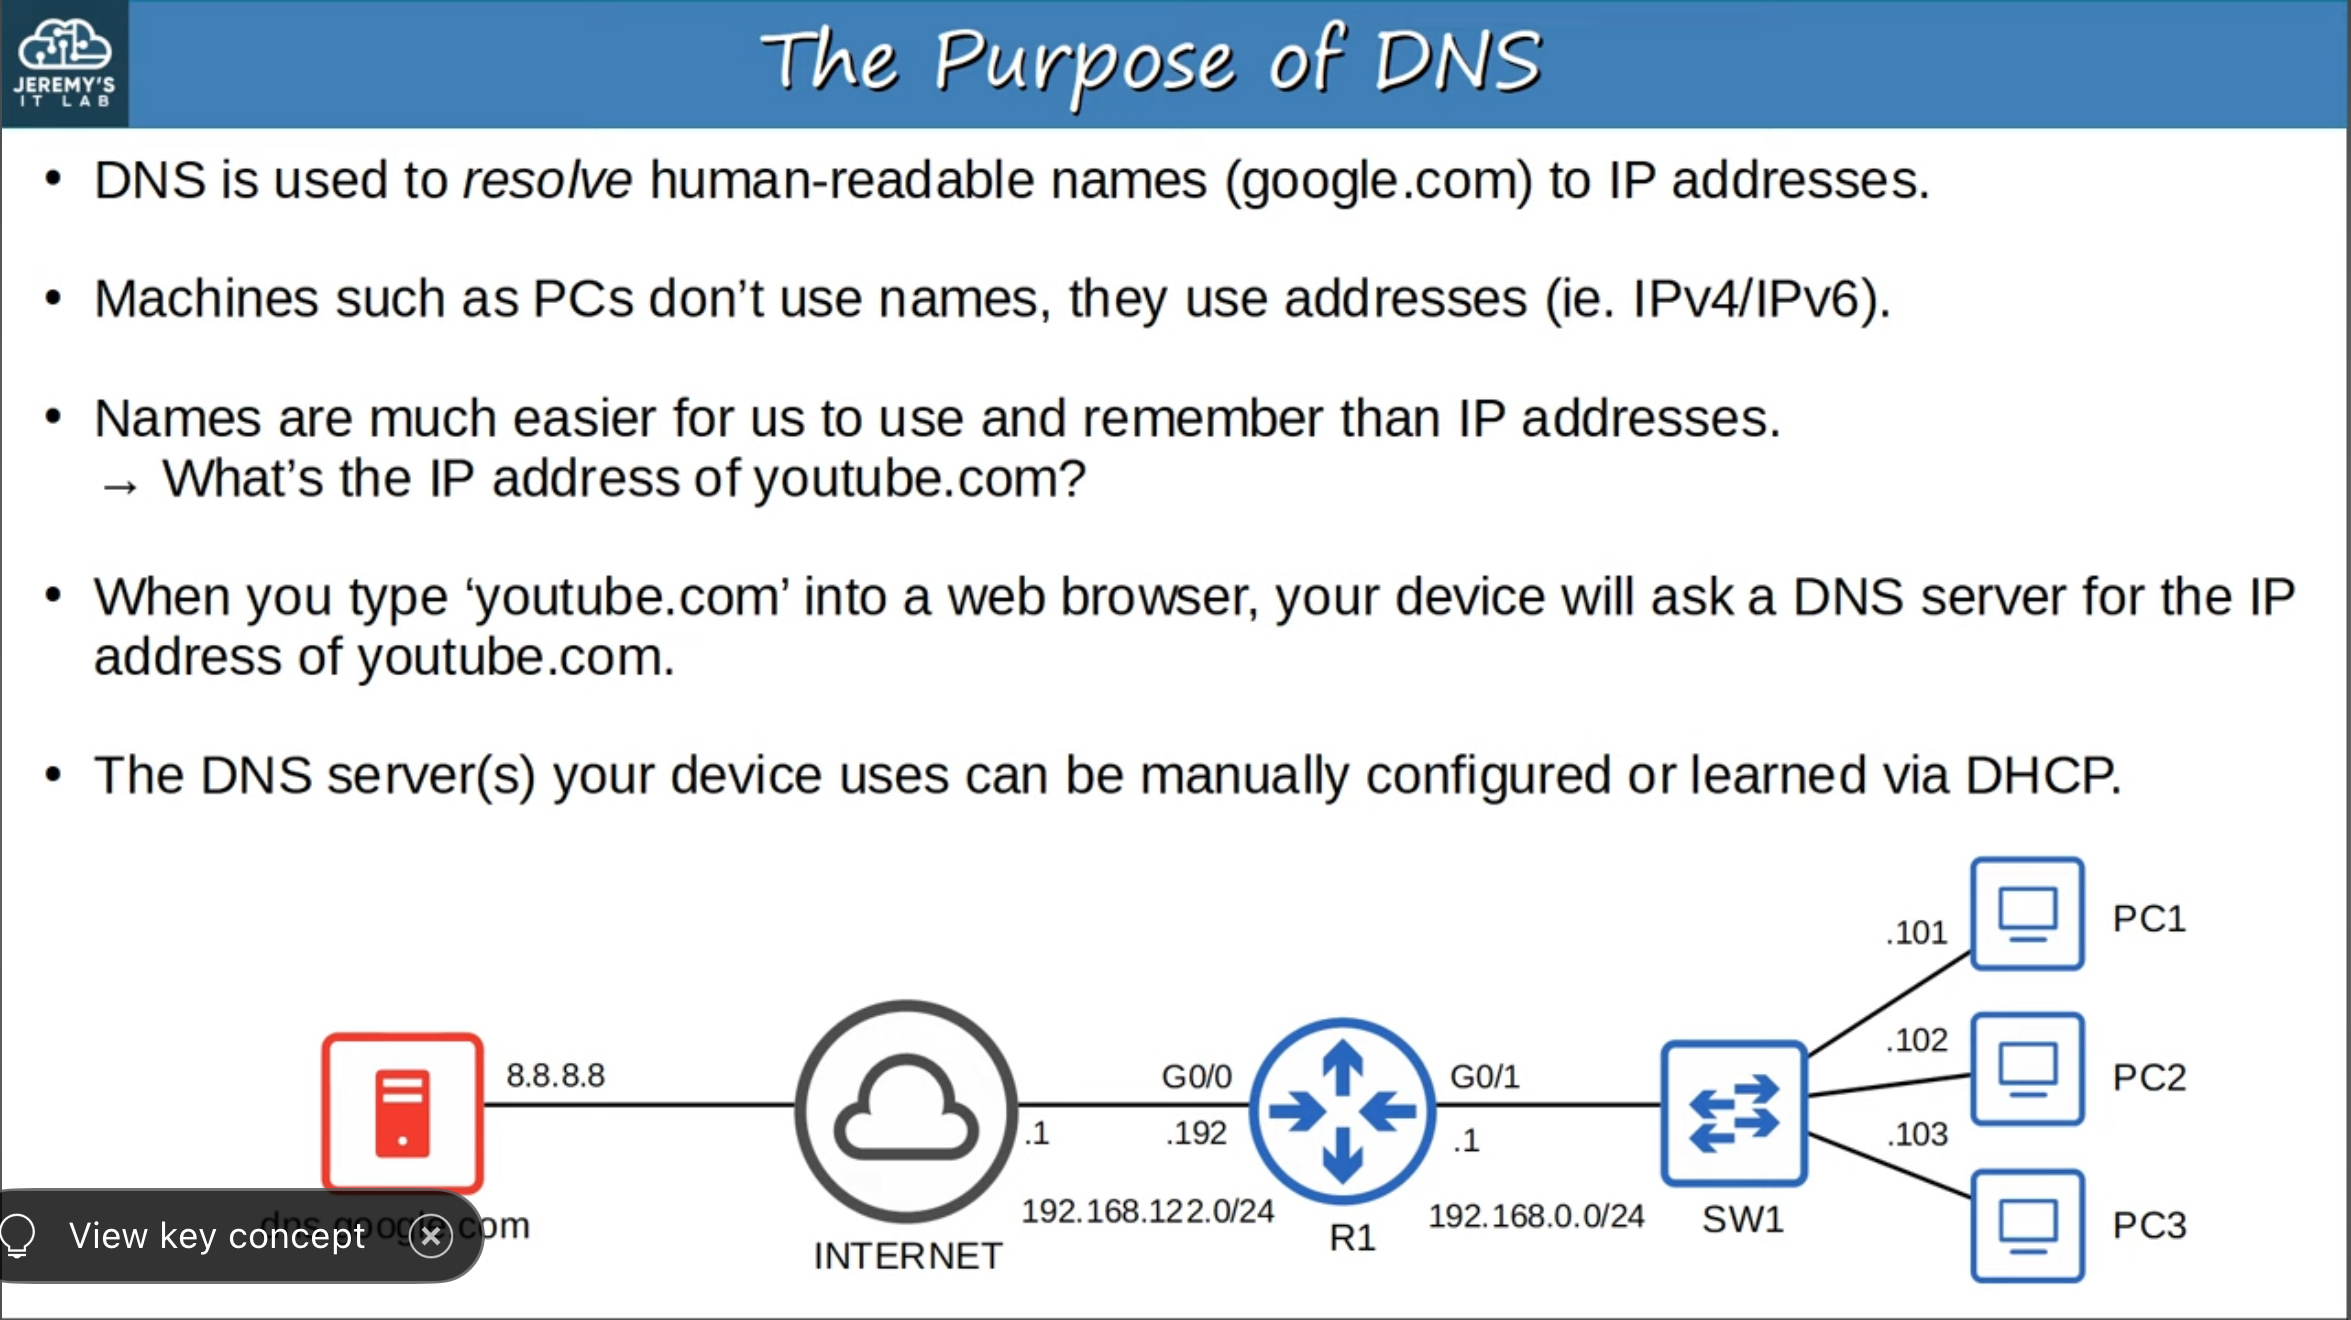 JEREMY'S
IT LAB
The Purpose of DNS
• DNS is used to resolve human-readable names (google.com) to IP addresses.
• Machines such as PCs don’t use names, they use addresses (ie. IPv4/IPv6).
• Names are much easier for us to use and remember than IP addresses.
→ What’s the IP address of youtube.com?
• When you type ‘youtube.com’ into a web browser, your device will ask a DNS server for the IP
address of youtube.com.
• The DNS server(s) your device uses can be manually configured or learned via DHCP.
8.8.8.8
dns.google.com
INTERNET
.1
G0/0
.192
192.168.122.0/24
R1
G0/1
.1
192.168.0.0/24
SW1
.101
PC1
.102
PC2
.103
PC3
View key concept